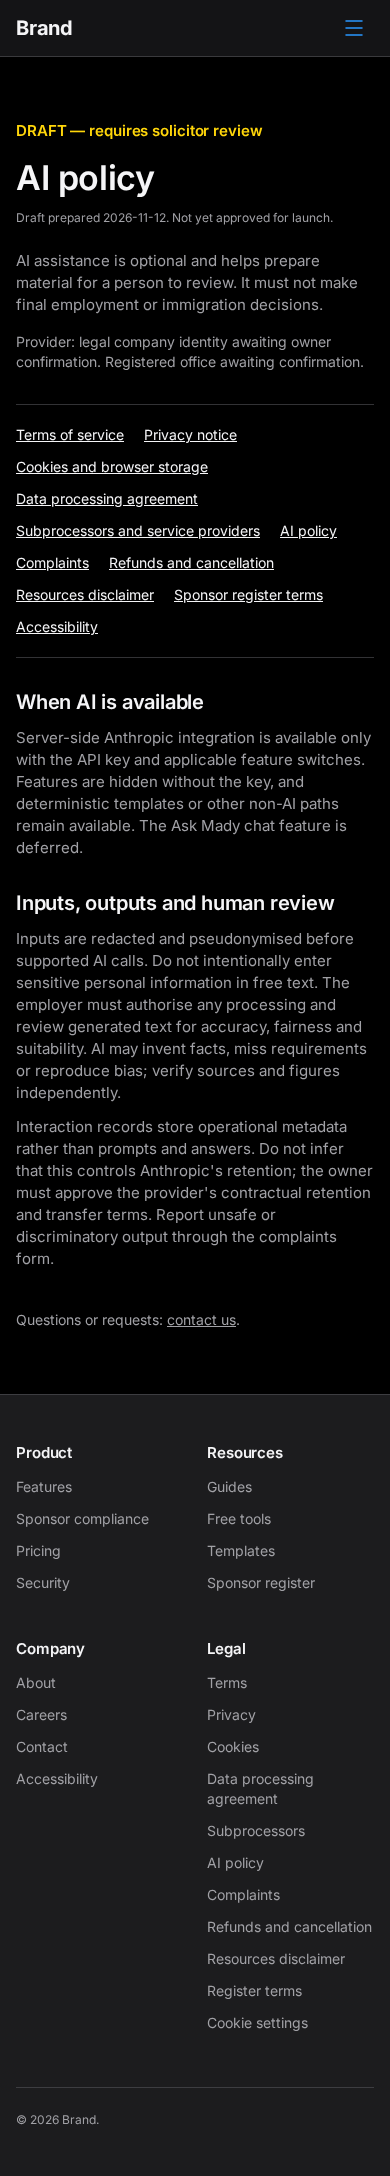 Brand
DRAFT — requires solicitor review
AI policy
Draft prepared 2026-11-12. Not yet approved for launch.
AI assistance is optional and helps prepare
material for a person to review. It must not make
final employment or immigration decisions.
Provider: legal company identity awaiting owner
confirmation. Registered office awaiting confirmation.
Terms of service Privacy notice
Cookies and browser storage
Data processing agreement
Subprocessors and service providers AI policy
Complaints Refunds and cancellation
Resources disclaimer Sponsor register terms
Accessibility
When AI is available
Server-side Anthropic integration is available only
with the API key and applicable feature switches.
Features are hidden without the key, and
deterministic templates or other non-AI paths
remain available. The Ask Mady chat feature is
deferred.
Inputs, outputs and human review
Inputs are redacted and pseudonymised before
supported AI calls. Do not intentionally enter
sensitive personal information in free text. The
employer must authorise any processing and
review generated text for accuracy, fairness and
suitability. AI may invent facts, miss requirements
or reproduce bias; verify sources and figures
independently.
Interaction records store operational metadata
rather than prompts and answers. Do not infer
that this controls Anthropic's retention; the owner
must approve the provider's contractual retention
and transfer terms. Report unsafe or
discriminatory output through the complaints
form.
Questions or requests: contact us.
Product
Features
Sponsor compliance
Pricing
Security
Resources
Guides
Free tools
Templates
Sponsor register
Company
About
Careers
Contact
Accessibility
Legal
Terms
Privacy
Cookies
Data processing
agreement
Subprocessors
AI policy
Complaints
Refunds and cancellation
Resources disclaimer
Register terms
Cookie settings
© 2026 Brand.